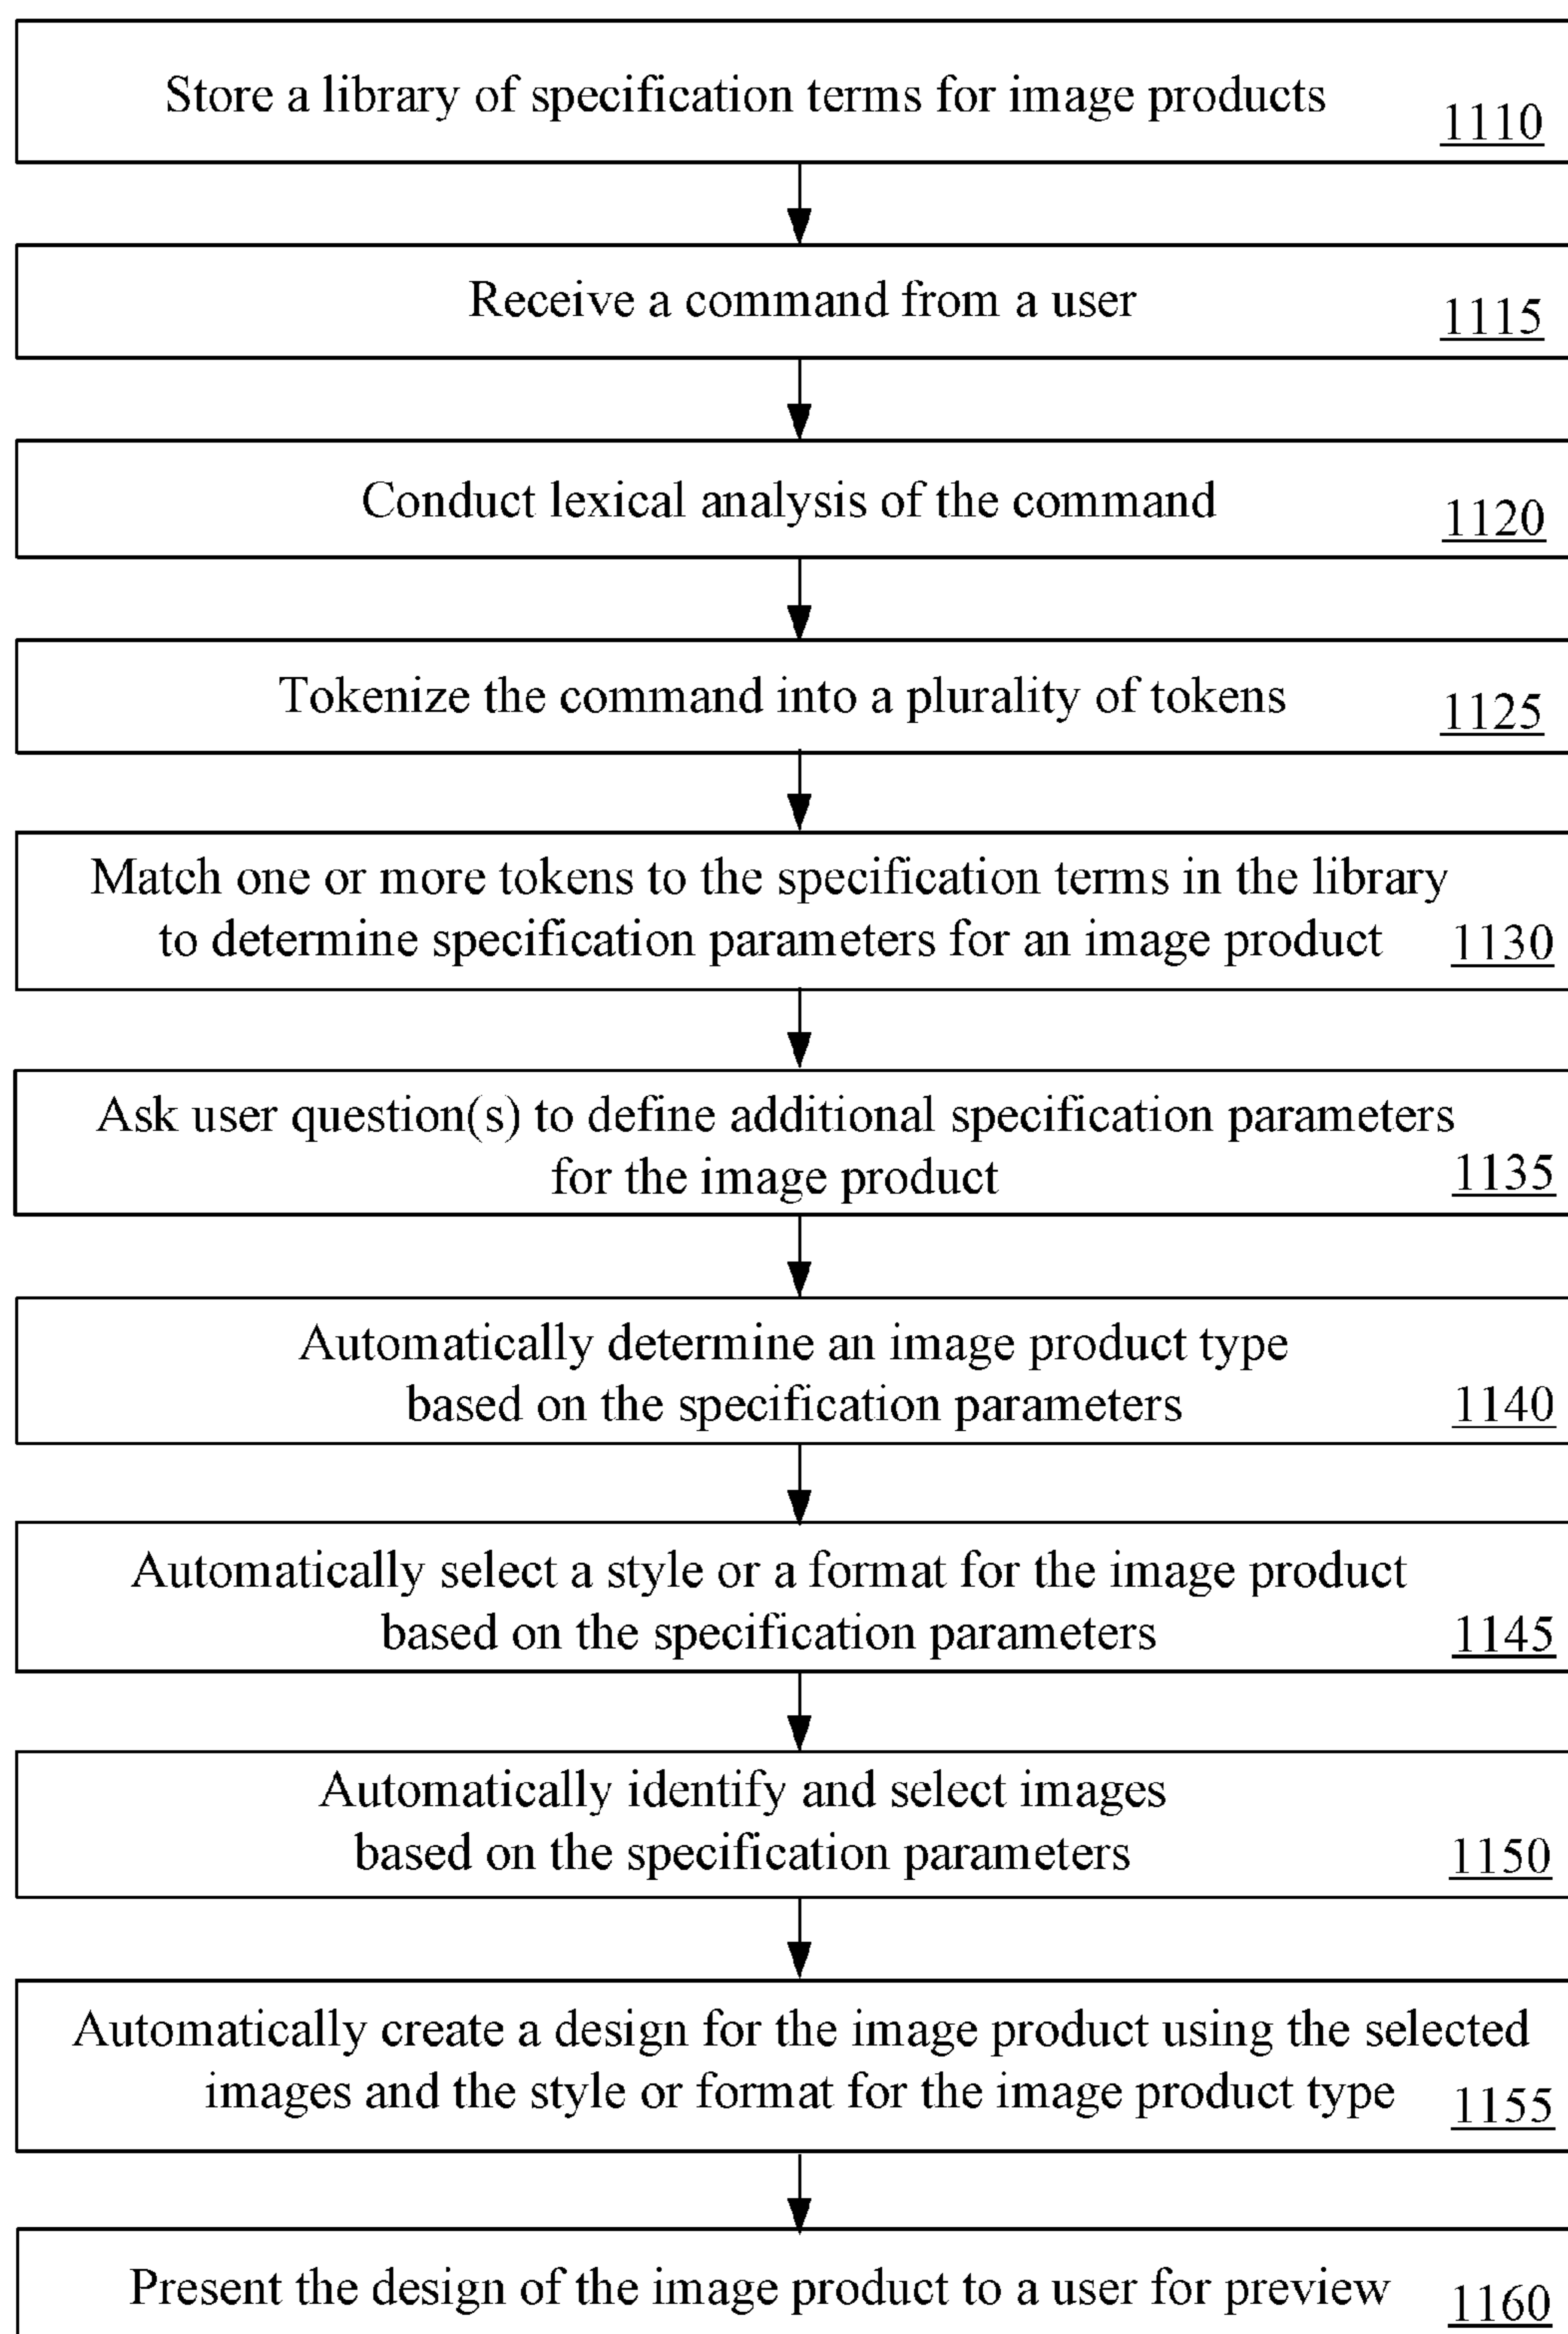 Store a library of specification terms for image products
1110
Receive a command from a user
1115
Conduct lexical analysis of the command
1120
Tokenize the command into a plurality of tokens
1125
Match one or more tokens to the specification terms in the library
to determine specification parameters for an image product
1130
Ask user question(s) to define additional specification parameters
for the image product
1135
Automatically determine an image product type
based on the specification parameters
1140
Automatically select a style or a format for the image product
based on the specification parameters
1145
Automatically identify and select images
based on the specification parameters
1150
Automatically create a design for the image product using the selected
images and the style or format for the image product type
1155
Present the design of the image product to a user for preview
1160